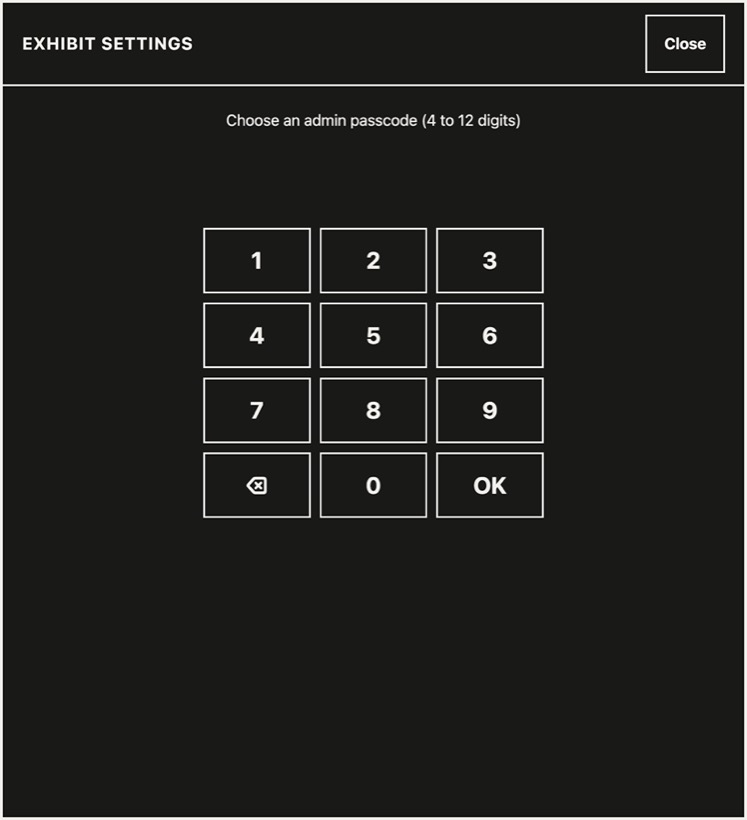 EXHIBIT SETTINGS
Close
Choose an admin passcode (4 to 12 digits)
1 2 3
4 5 6
7 8 9
0 OK